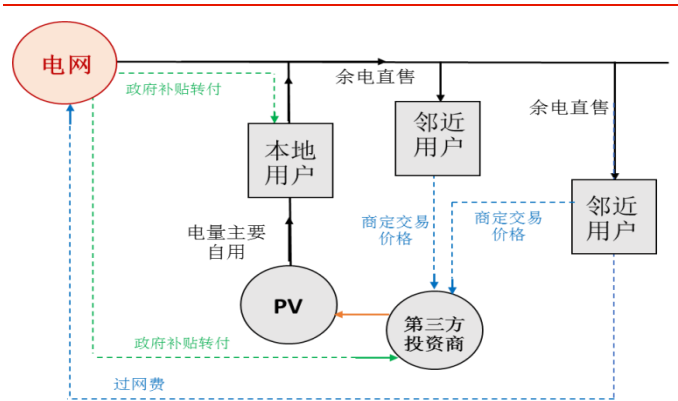 电网
余电直售
政府补贴转付
余电直售
邻近
用户
本地
用户
邻近
用户
商定交易
价格
商定交易
价格
电量主要
自用
PV
第三方
投资商
政府补贴转付
过网费